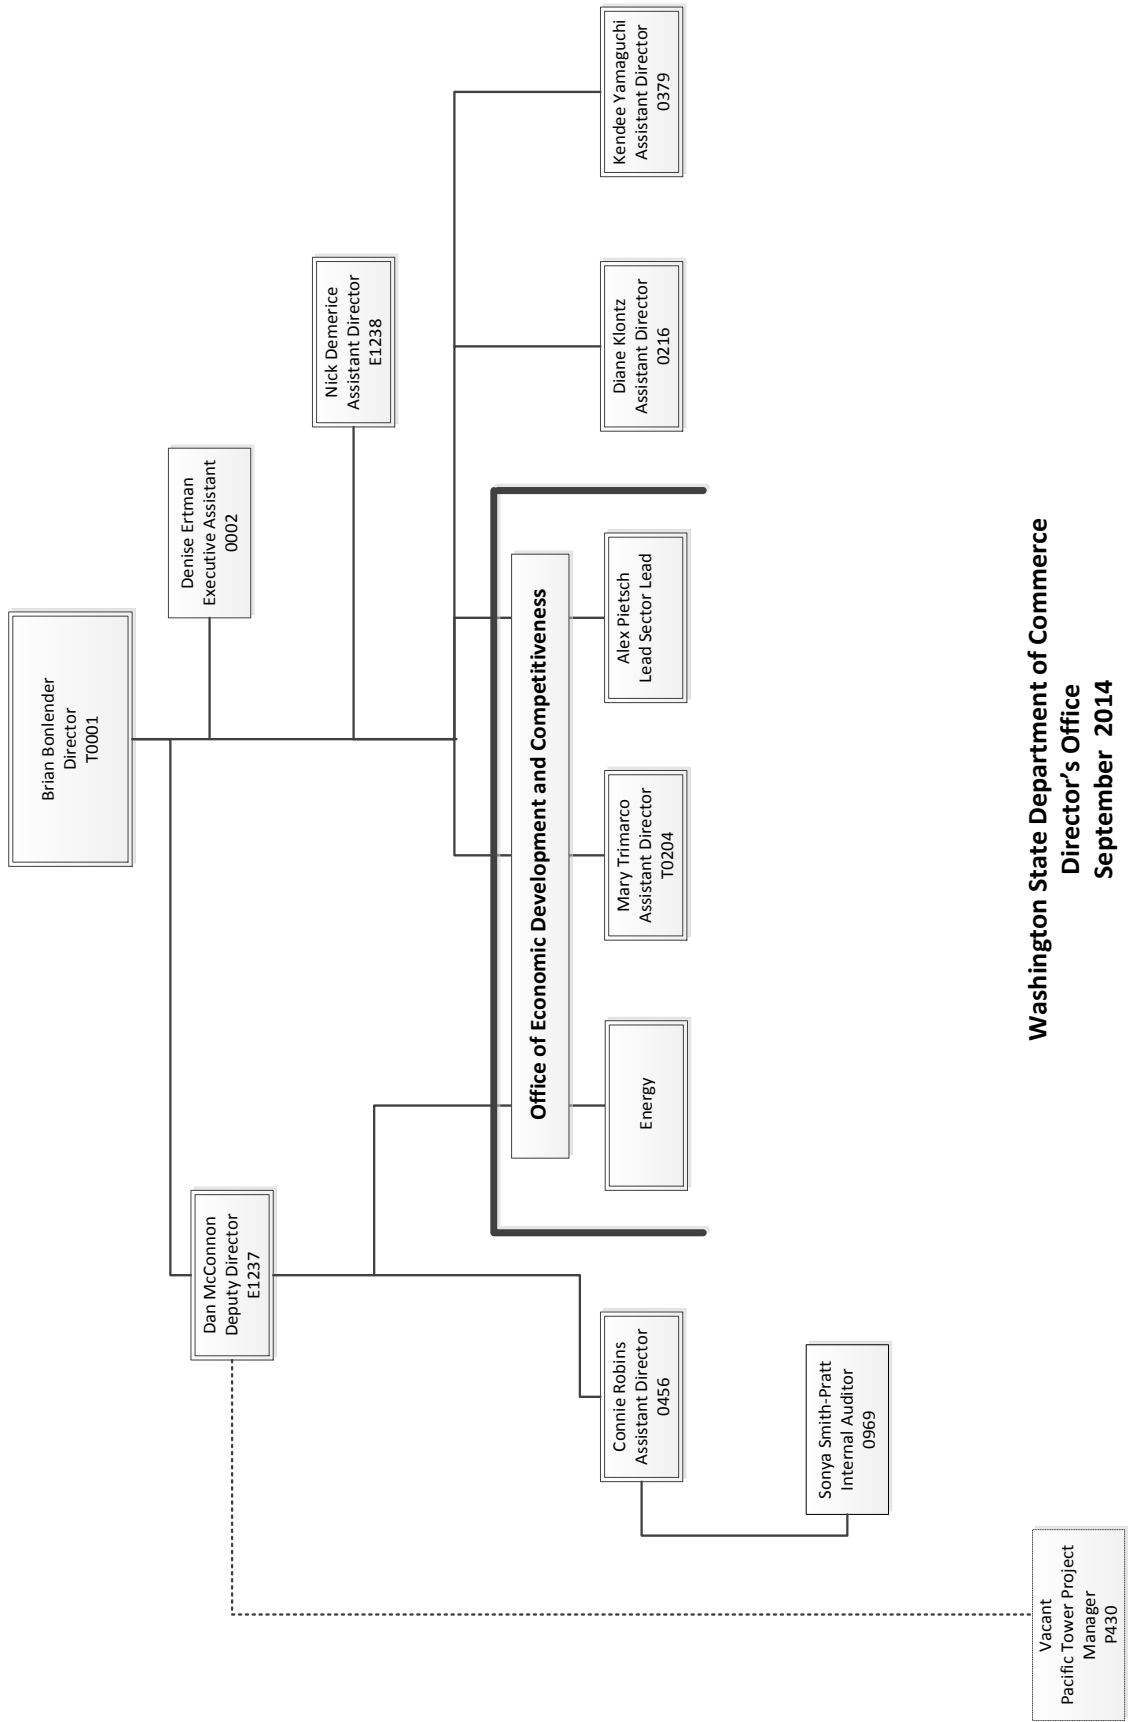 Brian Bonlender
Director
T0001
Denise Ertman
Executive Assistant
0002
Dan McConnon
Deputy Director
E1237
Nick Demerice
Assistant Director
E1238
Office of Economic Development and Competitiveness
Connie Robins
Assistant Director
0456
Energy
Mary Trimarco
Assistant Director
T0204
Alex Pietsch
Lead Sector Lead
Diane Klontz
Assistant Director
0216
Kendee Yamaguchi
Assistant Director
0379
Sonya Smith-Pratt
Internal Auditor
0969
Vacant
Pacific Tower Project
Manager
P430
Washington State Department of Commerce
Director’s Office
September 2014